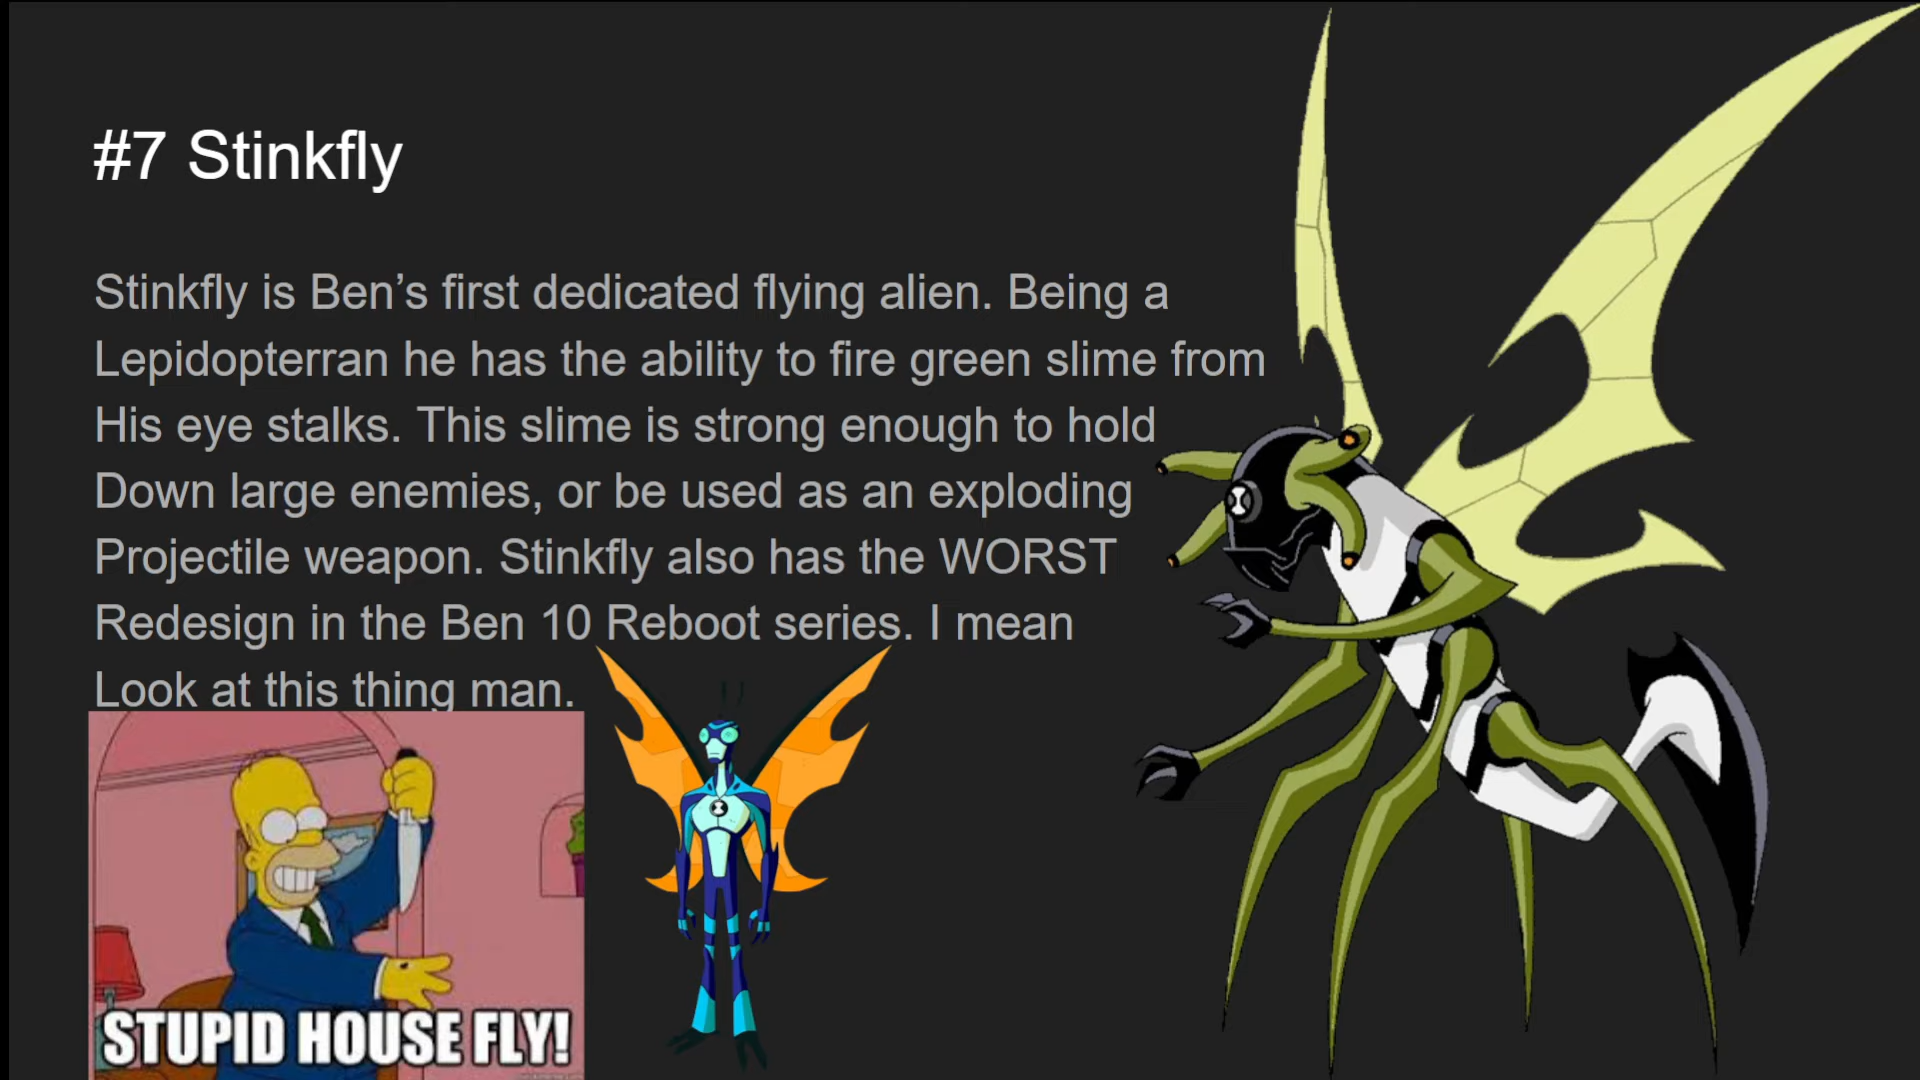 #7 Stinkfly
Stinkfly is Ben’s first dedicated flying alien. Being a
Lepidopterran he has the ability to fire green slime from
His eye stalks. This slime is strong enough to hold
Down large enemies, or be used as an exploding
Projectile weapon. Stinkfly also has the WORST
Redesign in the Ben 10 Reboot series. I mean
Look at this thing man.
STUPID HOUSE FLY!